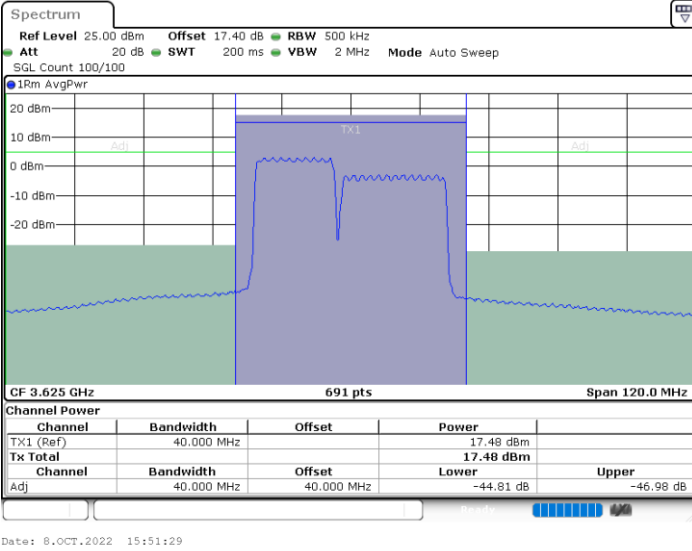 Spectrum
Ref Level 25.00 dBm Offset 17.40 dB RBW 500 kHz
Att 20 dB SWT 200 ms VBW 2 MHz Mode Auto Sweep
SGL Count 100/100
1Rm AvgPwr
20 dBm
TX1
10 dBm
Adj Adj
0 dBm
-10 dBm
-20 dBm
CF 3.625 GHz 691 pts Span 120.0 MHz
Channel Power
Channel Bandwidth Offset Power
TX1 (Ref) 40.000 MHz 17.48 dBm
Tx Total 17.48 dBm
Channel Bandwidth Offset Lower Upper
Adj 40.000 MHz 40.000 MHz -44.81 dB -46.98 dB
Ready
Date: 8.OCT.2022 15:51:29